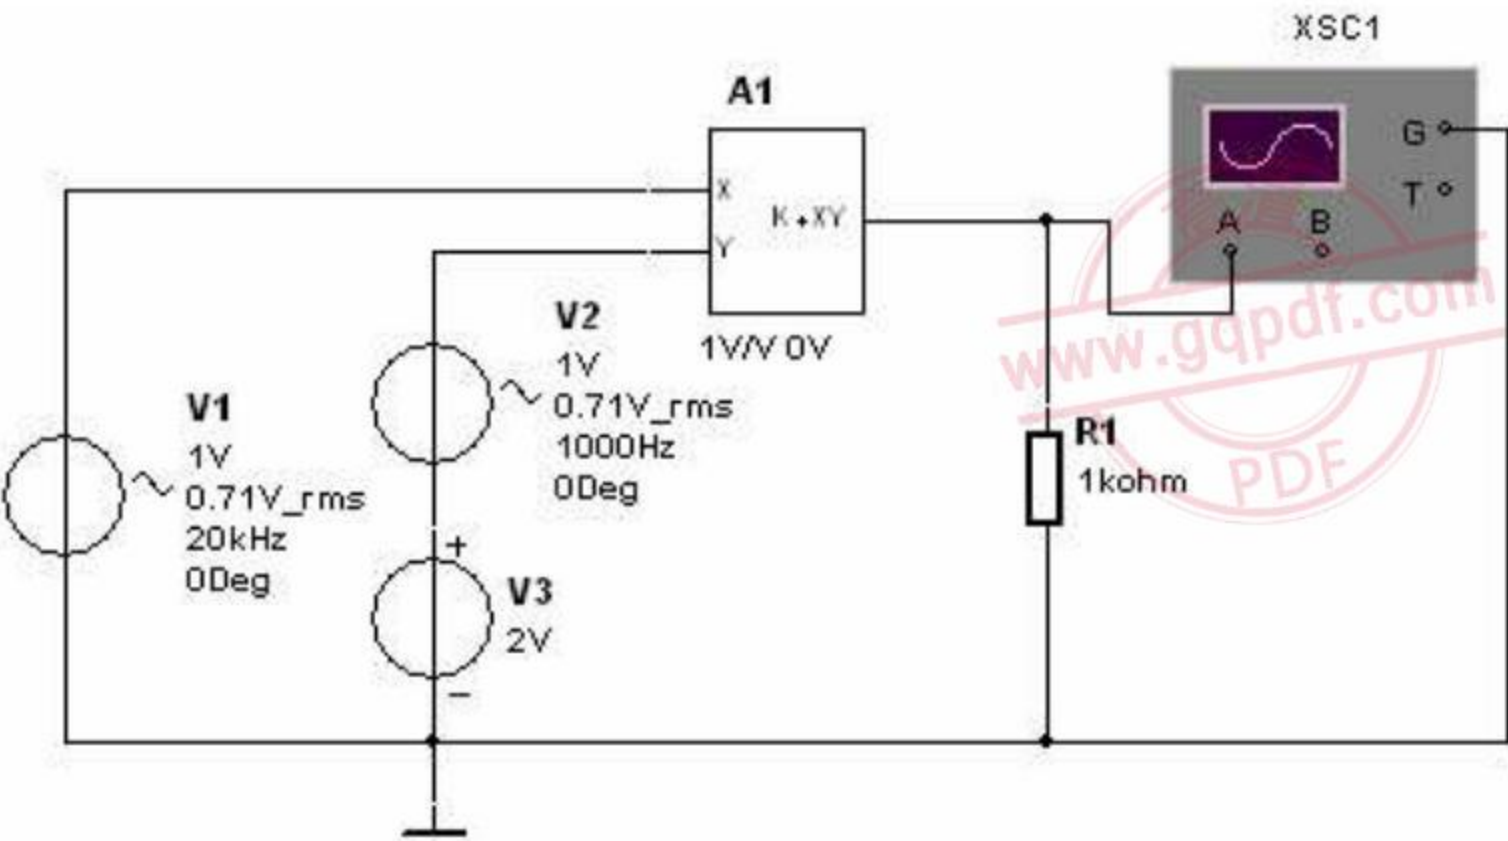 XSC1
A1
G
T
A B
X
K + XY
Y
1V/V 0V
V2
1V
0.71V_rms
1000Hz
0Deg
V1
1V
0.71V_rms
20kHz
0Deg
+
V3
2V
−
R1
1kohm
www.gqpdf.com
PDF